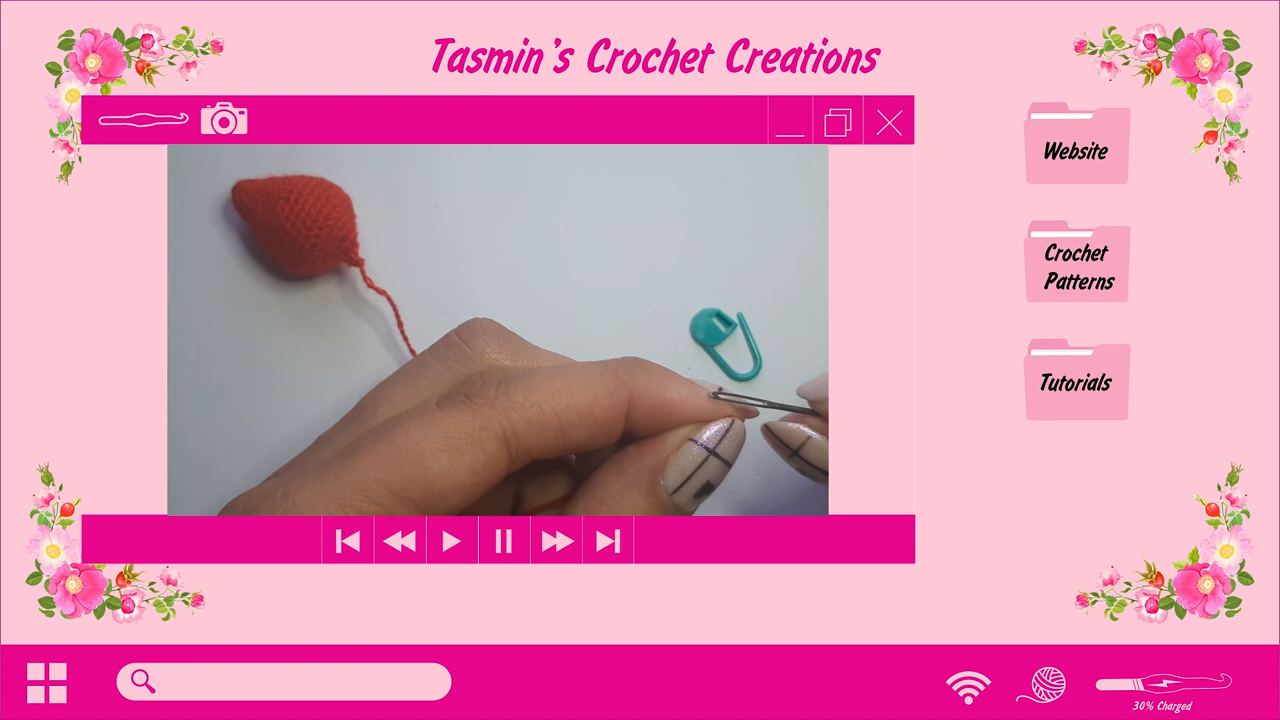 Tasmin's Crochet Creations
Website
Crochet
Patterns
Tutorials
30% Charged